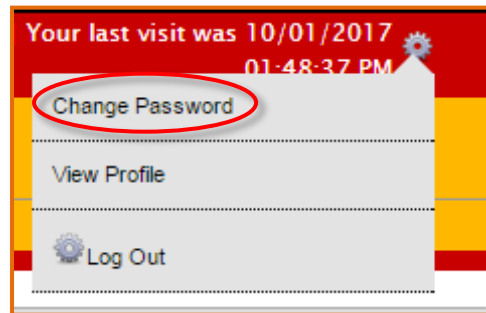 Your last visit was 10/01/2017
01:48:37 PM
Change Password
View Profile
Log Out